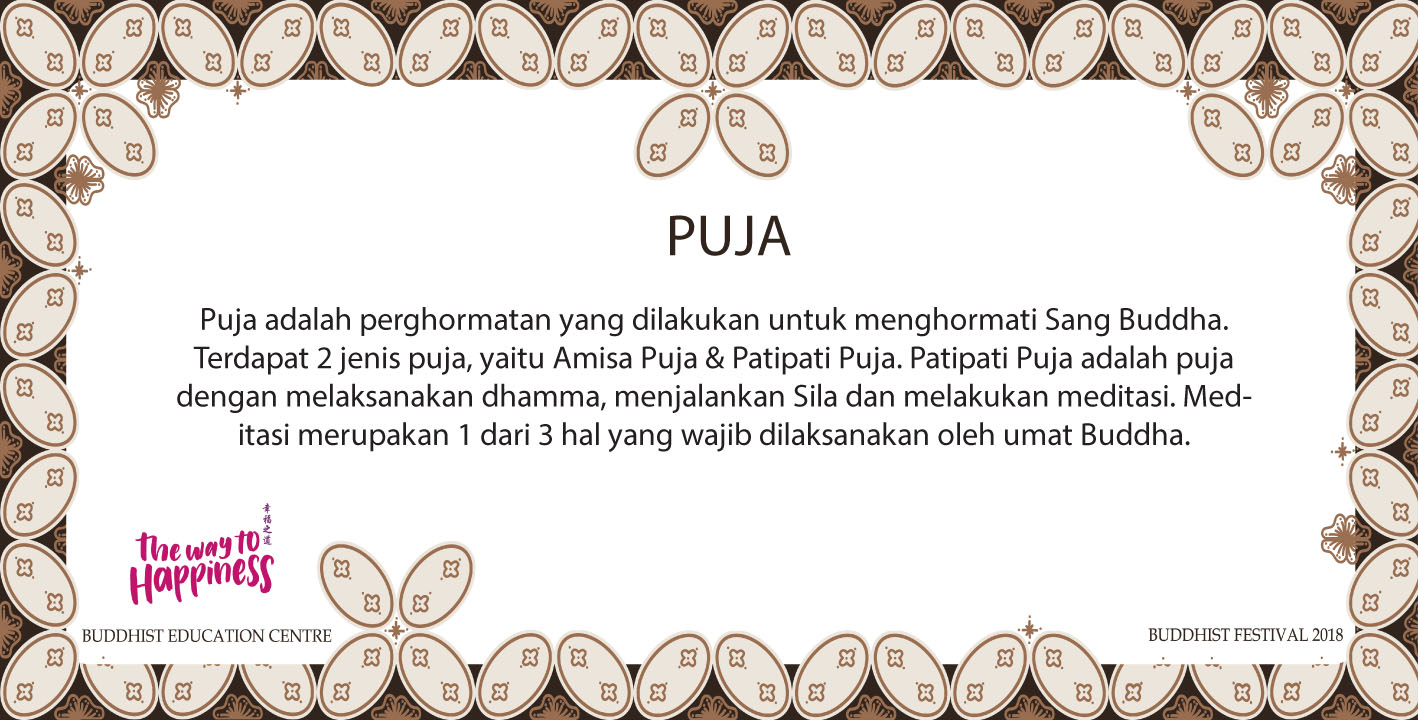 PUJA
Puja adalah perghormatan yang dilakukan untuk menghormati Sang Buddha.
Terdapat 2 jenis puja, yaitu Amisa Puja & Patipati Puja. Patipati Puja adalah puja
dengan melaksanakan dhamma, menjalankan Sila dan melakukan meditasi. Med-
itasi merupakan 1 dari 3 hal yang wajib dilaksanakan oleh umat Buddha.
幸福之道
the way to
Happiness
BUDDHIST EDUCATION CENTRE
BUDDHIST FESTIVAL 2018